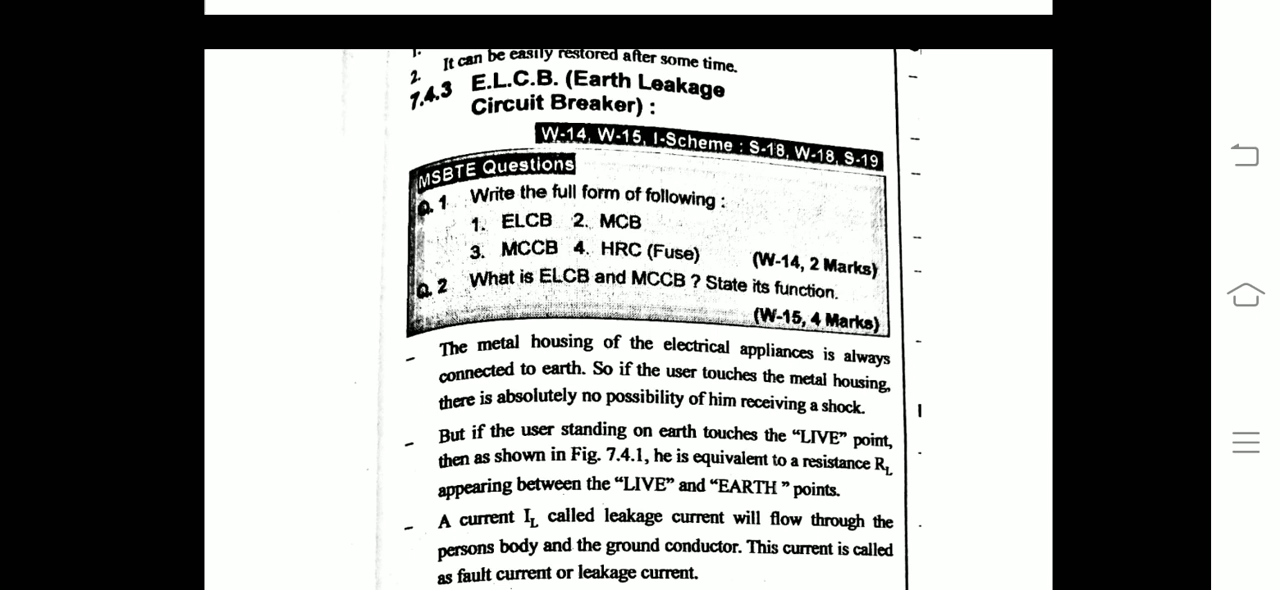 1.
2. It can be easily restored after some time.
7.4.3 E.L.C.B. (Earth Leakage
Circuit Breaker) :
W-14, W-15, I-Scheme : S-18, W-18, S-19
MSBTE Questions
Q. 1 Write the full form of following :
1. ELCB 2. MCB
3. MCCB 4. HRC (Fuse) (W-14, 2 Marks)
Q. 2 What is ELCB and MCCB ? State its function.
(W-15, 4 Marks)
– The metal housing of the electrical appliances is always
connected to earth. So if the user touches the metal housing,
there is absolutely no possibility of him receiving a shock.
– But if the user standing on earth touches the “LIVE” point,
then as shown in Fig. 7.4.1, he is equivalent to a resistance RL
appearing between the “LIVE” and “EARTH ” points.
– A current IL called leakage current will flow through the
persons body and the ground conductor. This current is called
as fault current or leakage current.